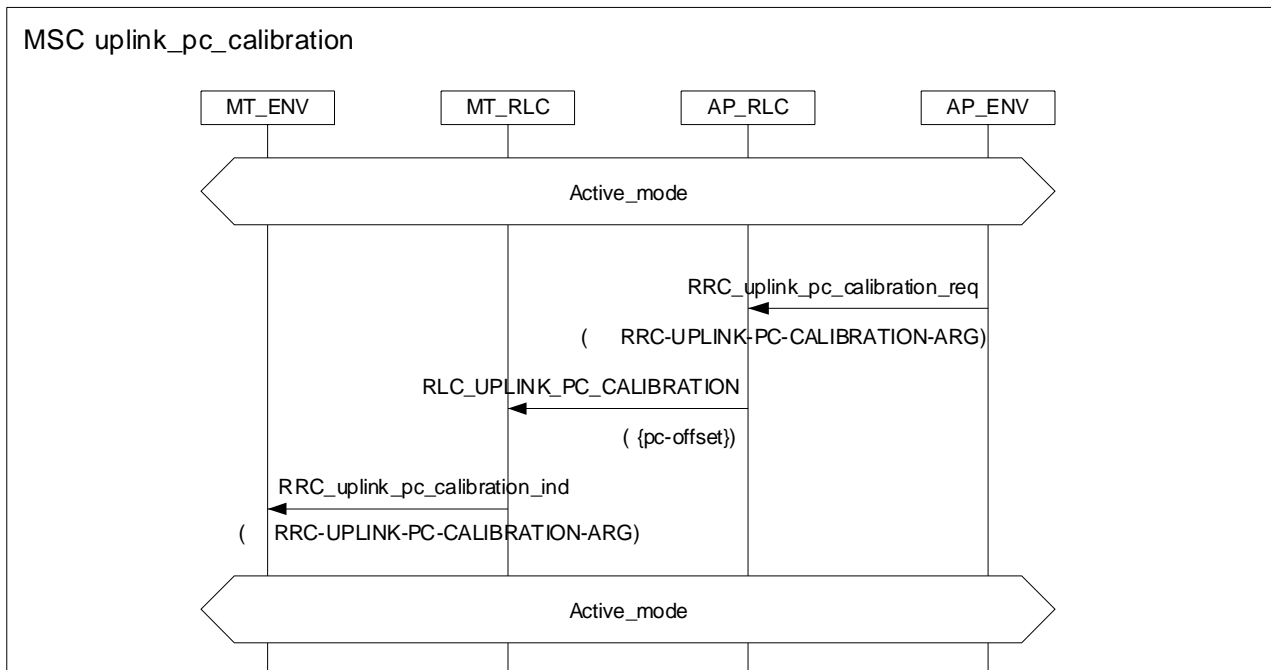 MSC uplink_pc_calibration
MT_ENV MT_RLC AP_RLC AP_ENV
Active_mode
RRC_uplink_pc_calibration_req
( RRC-UPLINK-PC-CALIBRATION-ARG)
RLC_UPLINK_PC_CALIBRATION
( {pc-offset})
RRC_uplink_pc_calibration_ind
( RRC-UPLINK-PC-CALIBRATION-ARG)
Active_mode